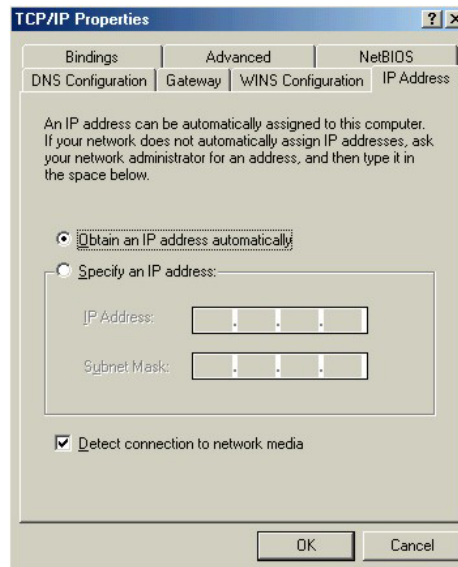 TCP/IP Properties
Bindings
Advanced
NetBIOS
DNS Configuration
Gateway
WINS Configuration
IP Address
An IP address can be automatically assigned to this computer.
If your network does not automatically assign IP addresses, ask
your network administrator for an address, and then type it in
the space below.
Obtain an IP address automatically
Specify an IP address:
IP Address:
Subnet Mask:
Detect connection to network media
OK
Cancel